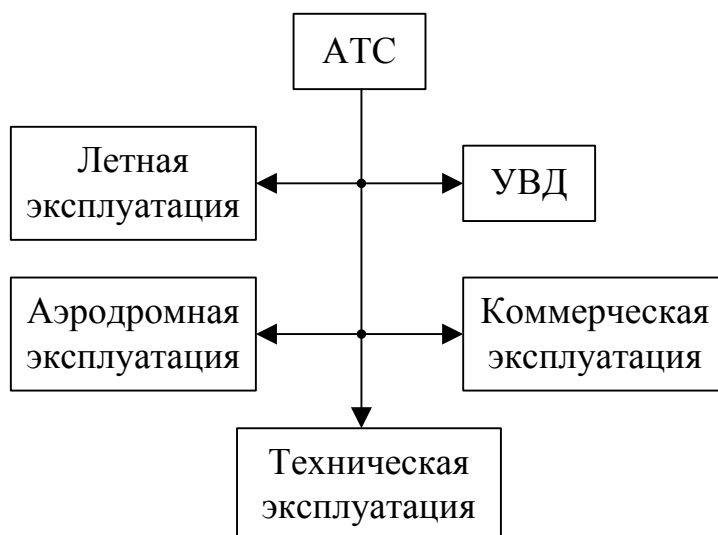 АТС
Летная
эксплуатация
УВД
Аэродромная
эксплуатация
Коммерческая
эксплуатация
Техническая
эксплуатация